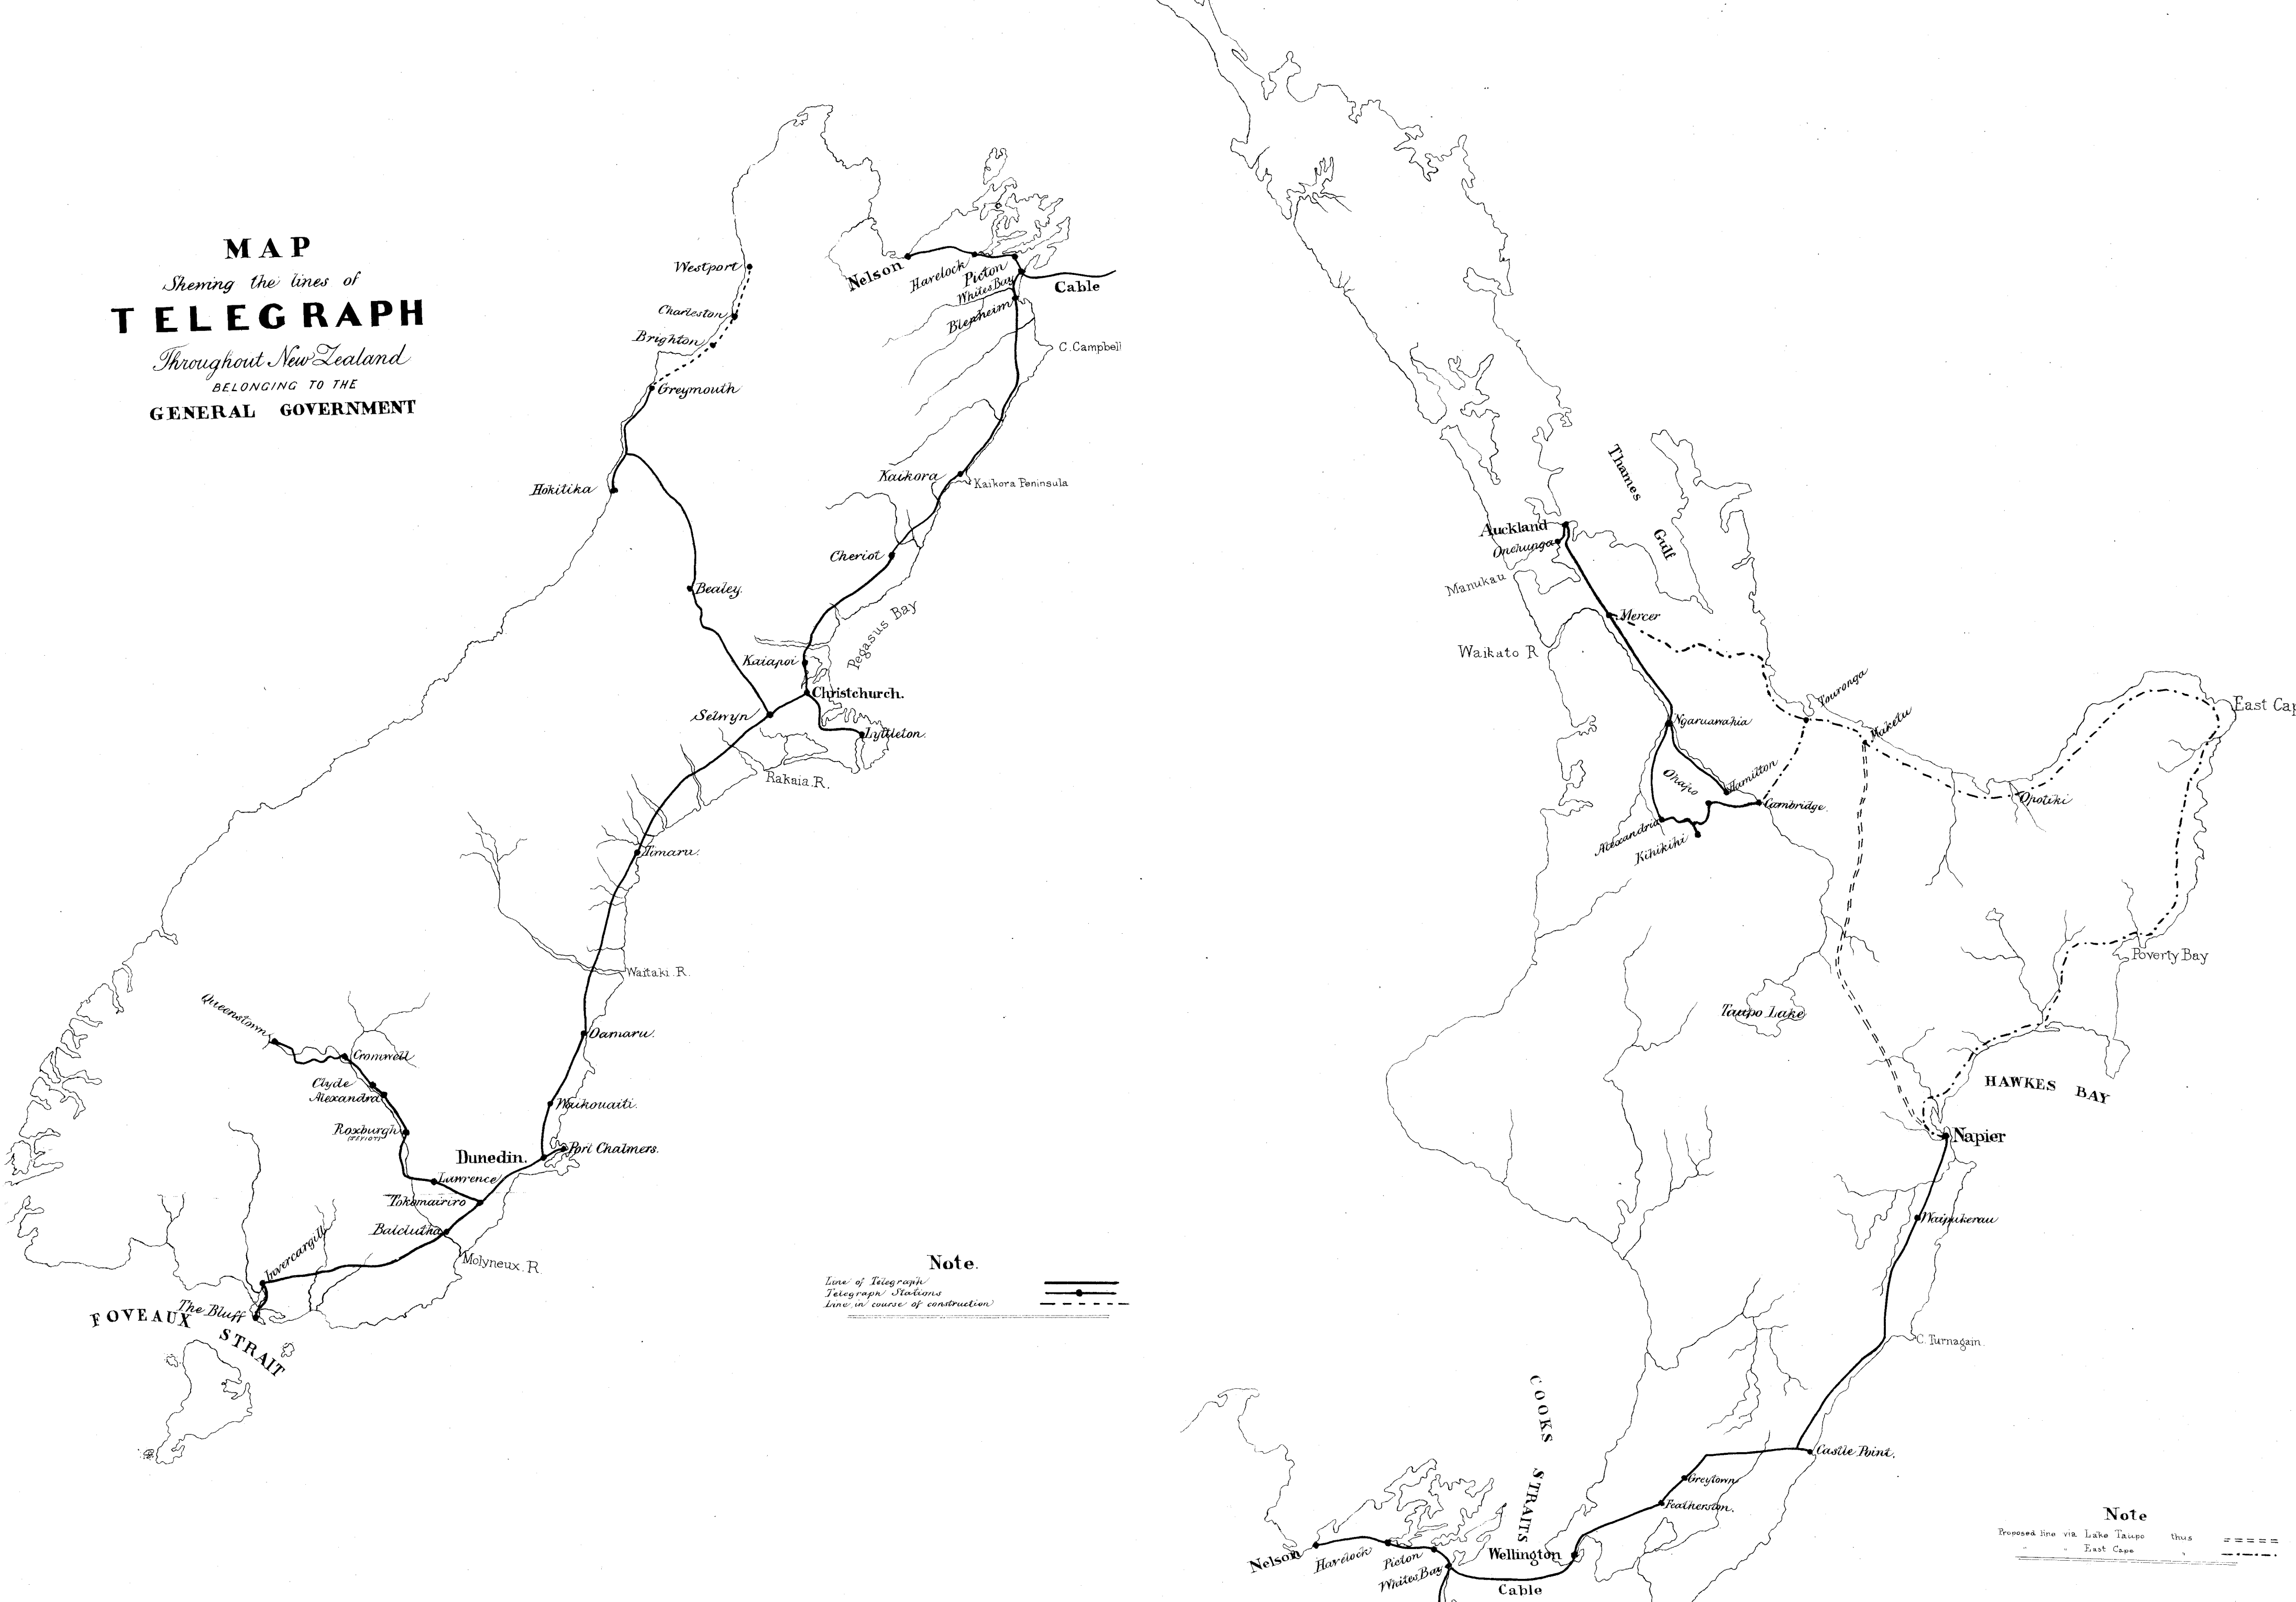 MAP
Shewing the lines of
TELEGRAPH
Throughout New Zealand
BELONGING TO THE
GENERAL GOVERNMENT
Westport
Charleston
Brighton
Greymouth
Hokitika
Bealey.
Nelson
Havelock
Picton
Whites Bay
Blenheim
Cable
C. Campbell
Kaikora
Kaikora Peninsula
Cheriot
Pegasus Bay
Kaiapoi
Christchurch.
Selwyn
Lyttleton.
Rakaia. R.
Timaru.
Waitaki. R.
Oamaru.
Waikouaiti.
Port Chalmers.
Dunedin.
Queenstown
Cromwell
Clyde
Alexandra
Roxburgh
Lawrence
Tokomairiro
Balclutha
Molyneux. R.
Invercargill
The Bluff
FOVEAUX STRAIT
Note.
Line of Telegraph
Telegraph Stations
Line in course of construction
Thames Gulf
Auckland
Onehunga
Manukau
Mercer
Waikato R
Ngaruawahia
Ohapo
Hamilton
Cambridge.
Alexandria
Kihikihi
Touronga
Maketu
Opotiki
East Cap
Poverty Bay
Taupo Lake
HAWKES BAY
Napier
Waipukerau
C. Turnagain.
Castle Point.
Greytown
Featherston.
COOKS STRAITS
Wellington
Cable
Nelson
Havelock
Picton
Whites Bay
Note
Proposed line via Lake Taupo thus
" " East Cape "